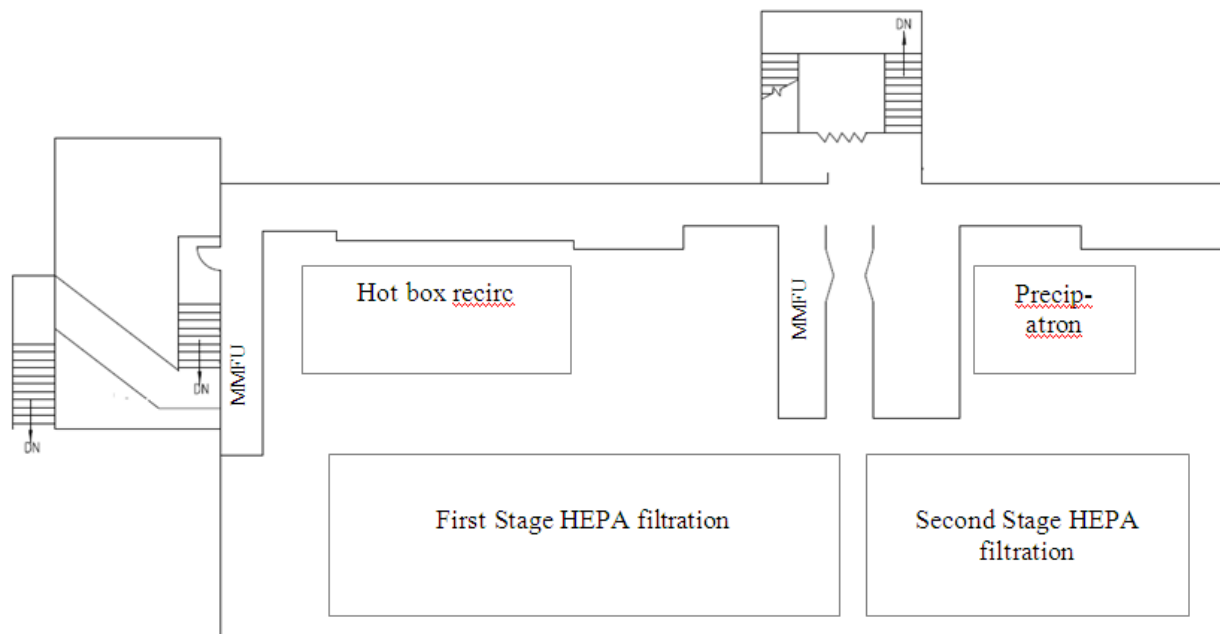 DN
Hot box recirc
Precip-
atron
MMFU
MMFU
DN
DN
First Stage HEPA filtration
Second Stage HEPA
filtration